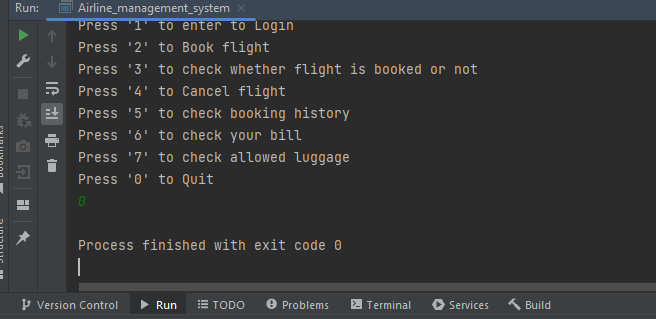 Run: Airline_management_system ×
Press '1' to enter to Login
Press '2' to Book flight
Press '3' to check whether flight is booked or not
Press '4' to Cancel flight
Press '5' to check booking history
Press '6' to check your bill
Press '7' to check allowed luggage
Press '0' to Quit
0
Process finished with exit code 0
Bookmarks
Structure
Version Control Run TODO Problems Terminal Services Build